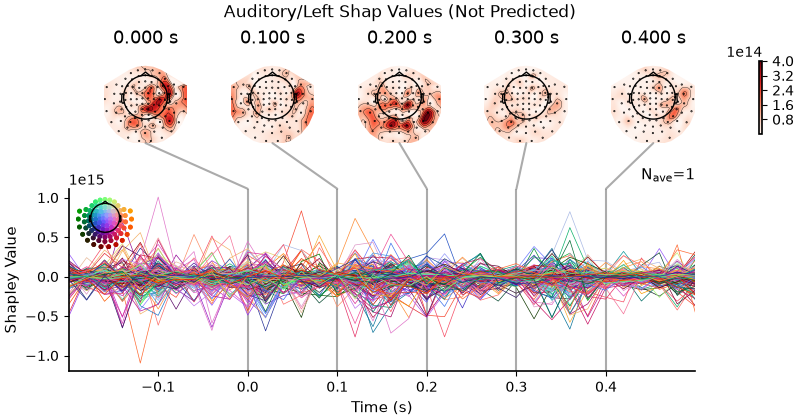 Auditory/Left Shap Values (Not Predicted)
0.000 s 0.100 s 0.200 s 0.300 s 0.400 s
1e14
4.0
3.2
2.4
1.6
0.8
Nave=1
1e15
1.0
0.5
0.0
−0.5
−1.0
Shapley Value
−0.1 0.0 0.1 0.2 0.3 0.4
Time (s)